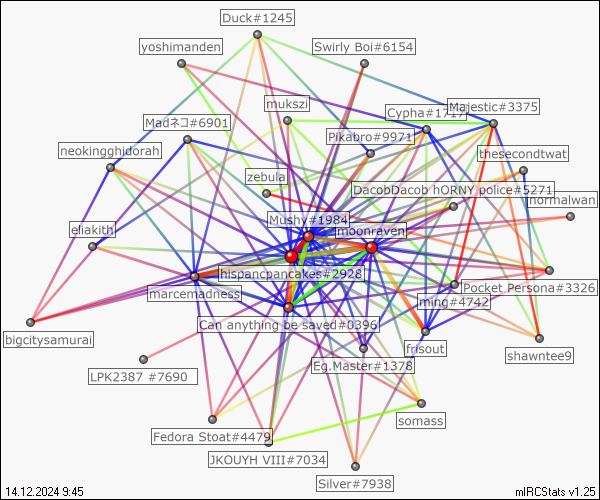 Duck#1245
yoshimanden
Swirly Boi#6154
mukszi
Cypha#1717
Majestic#3375
Madネコ#6901
Pikabro#9971
neokingghidorah
thesecondtwat
zebula
DacobDacob hORNY police#5271
normalwan
Mushy#1984
eliakith
moonraven
hispancpancakes#2928
Pocket Persona#3326
marcemadness
ming#4742
Can anything be saved#0396
bigcitysamurai
frisout
shawntee9
Eg.Master#1378
LPK2387 #7690
somass
Fedora Stoat#4479
JKOUYH VIII#7034
Silver#7938
14.12.2024 9:45
mIRCStats v1.25